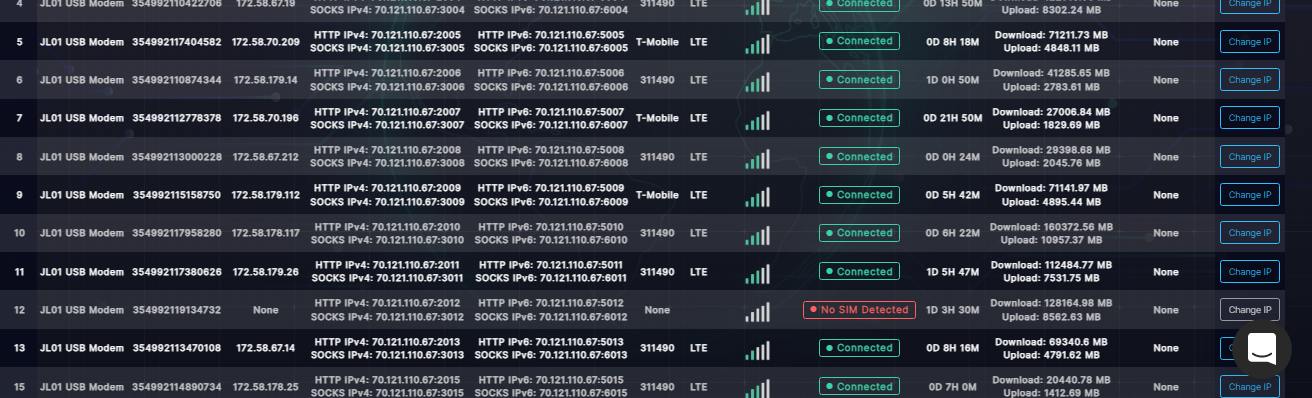 4 JL01 USB Modem 354992110422706 172.58.67.19 HTTP IPv4: 70.121.110.67:2004 HTTP IPv6: 70.121.110.67:5004 311490 LTE Connected 0D 13H 50M Change IP
SOCKS IPv4: 70.121.110.67:3004 SOCKS IPv6: 70.121.110.67:6004 Upload: 8302.24 MB
5 JL01 USB Modem 354992117404582 172.58.70.209 HTTP IPv4: 70.121.110.67:2005 HTTP IPv6: 70.121.110.67:5005 T-Mobile LTE Connected 0D 8H 18M Download: 71211.73 MB None Change IP
SOCKS IPv4: 70.121.110.67:3005 SOCKS IPv6: 70.121.110.67:6005 Upload: 4848.11 MB
6 JL01 USB Modem 354992110874344 172.58.179.14 HTTP IPv4: 70.121.110.67:2006 HTTP IPv6: 70.121.110.67:5006 311490 LTE Connected 1D 0H 50M Download: 41285.65 MB None Change IP
SOCKS IPv4: 70.121.110.67:3006 SOCKS IPv6: 70.121.110.67:6006 Upload: 2783.61 MB
7 JL01 USB Modem 354992112778378 172.58.70.196 HTTP IPv4: 70.121.110.67:2007 HTTP IPv6: 70.121.110.67:5007 T-Mobile LTE Connected 0D 21H 50M Download: 27006.84 MB None Change IP
SOCKS IPv4: 70.121.110.67:3007 SOCKS IPv6: 70.121.110.67:6007 Upload: 1829.69 MB
8 JL01 USB Modem 354992113000228 172.58.67.212 HTTP IPv4: 70.121.110.67:2008 HTTP IPv6: 70.121.110.67:5008 311490 LTE Connected 0D 0H 24M Download: 29398.68 MB None Change IP
SOCKS IPv4: 70.121.110.67:3008 SOCKS IPv6: 70.121.110.67:6008 Upload: 2045.76 MB
9 JL01 USB Modem 354992115158750 172.58.179.112 HTTP IPv4: 70.121.110.67:2009 HTTP IPv6: 70.121.110.67:5009 T-Mobile LTE Connected 0D 5H 42M Download: 71141.97 MB None Change IP
SOCKS IPv4: 70.121.110.67:3009 SOCKS IPv6: 70.121.110.67:6009 Upload: 4895.44 MB
10 JL01 USB Modem 354992117958280 172.58.178.117 HTTP IPv4: 70.121.110.67:2010 HTTP IPv6: 70.121.110.67:5010 311490 LTE Connected 0D 6H 22M Download: 160372.56 MB None Change IP
SOCKS IPv4: 70.121.110.67:3010 SOCKS IPv6: 70.121.110.67:6010 Upload: 10957.37 MB
11 JL01 USB Modem 354992117380626 172.58.179.26 HTTP IPv4: 70.121.110.67:2011 HTTP IPv6: 70.121.110.67:5011 311490 LTE Connected 1D 5H 47M Download: 112484.77 MB None Change IP
SOCKS IPv4: 70.121.110.67:3011 SOCKS IPv6: 70.121.110.67:6011 Upload: 7531.75 MB
12 JL01 USB Modem 354992119134732 None HTTP IPv4: 70.121.110.67:2012 HTTP IPv6: 70.121.110.67:5012 None No SIM Detected 1D 3H 30M Download: 128164.98 MB None Change IP
SOCKS IPv4: 70.121.110.67:3012 SOCKS IPv6: 70.121.110.67:6012 Upload: 8562.63 MB
13 JL01 USB Modem 354992113470108 172.58.67.14 HTTP IPv4: 70.121.110.67:2013 HTTP IPv6: 70.121.110.67:5013 311490 LTE Connected 0D 8H 16M Download: 69340.6 MB None
SOCKS IPv4: 70.121.110.67:3013 SOCKS IPv6: 70.121.110.67:6013 Upload: 4791.62 MB
15 JL01 USB Modem 354992114890734 172.58.178.25 HTTP IPv4: 70.121.110.67:2015 HTTP IPv6: 70.121.110.67:5015 311490 LTE Connected 0D 7H 0M Download: 20440.78 MB None Change IP
SOCKS IPv4: 70.121.110.67:3015 SOCKS IPv6: 70.121.110.67:6015 Upload: 1412.69 MB